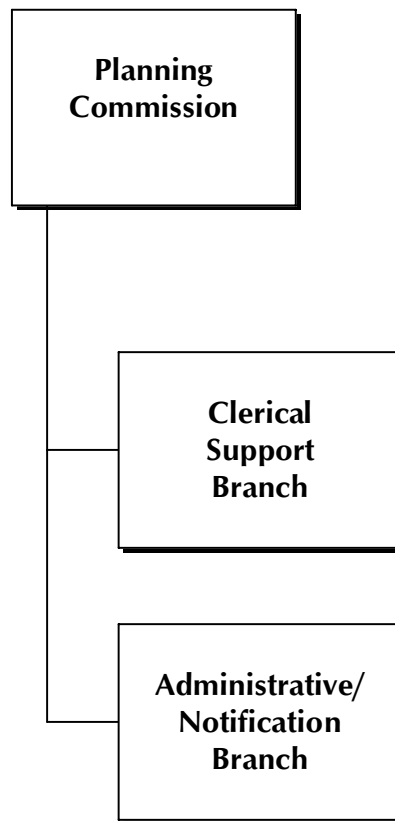 Planning
Commission
Clerical
Support
Branch
Administrative/
Notification
Branch